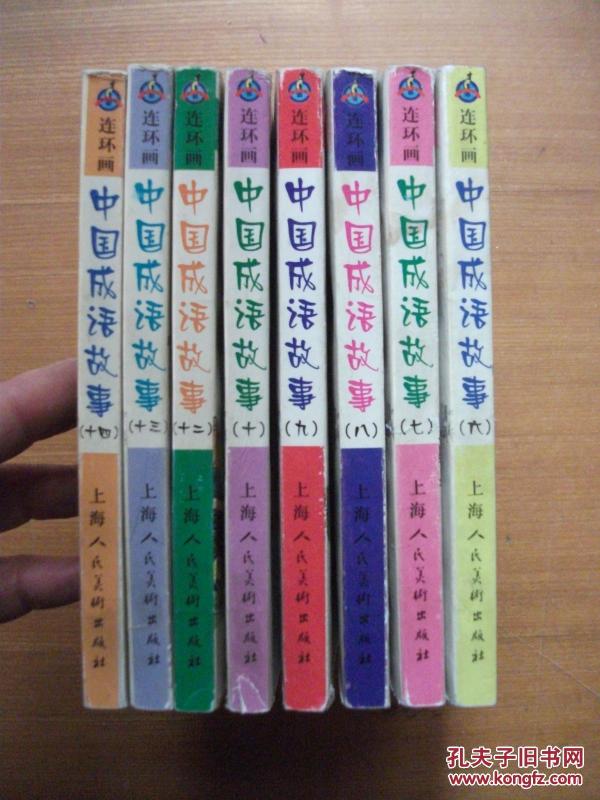 连环画
中国成语故事
(十四)
上海人民美術出版社
连环画
中国成语故事
(十三)
上海人民美術出版社
连环画
中国成语故事
(十二)
上海人民美術出版社
连环画
中国成语故事
(十)
上海人民美術出版社
连环画
中国成语故事
(九)
上海人民美術出版社
连环画
中国成语故事
(八)
上海人民美術出版社
连环画
中国成语故事
(七)
上海人民美術出版社
连环画
中国成语故事
(六)
上海人民美術出版社
孔夫子旧书网
www.kongfz.com